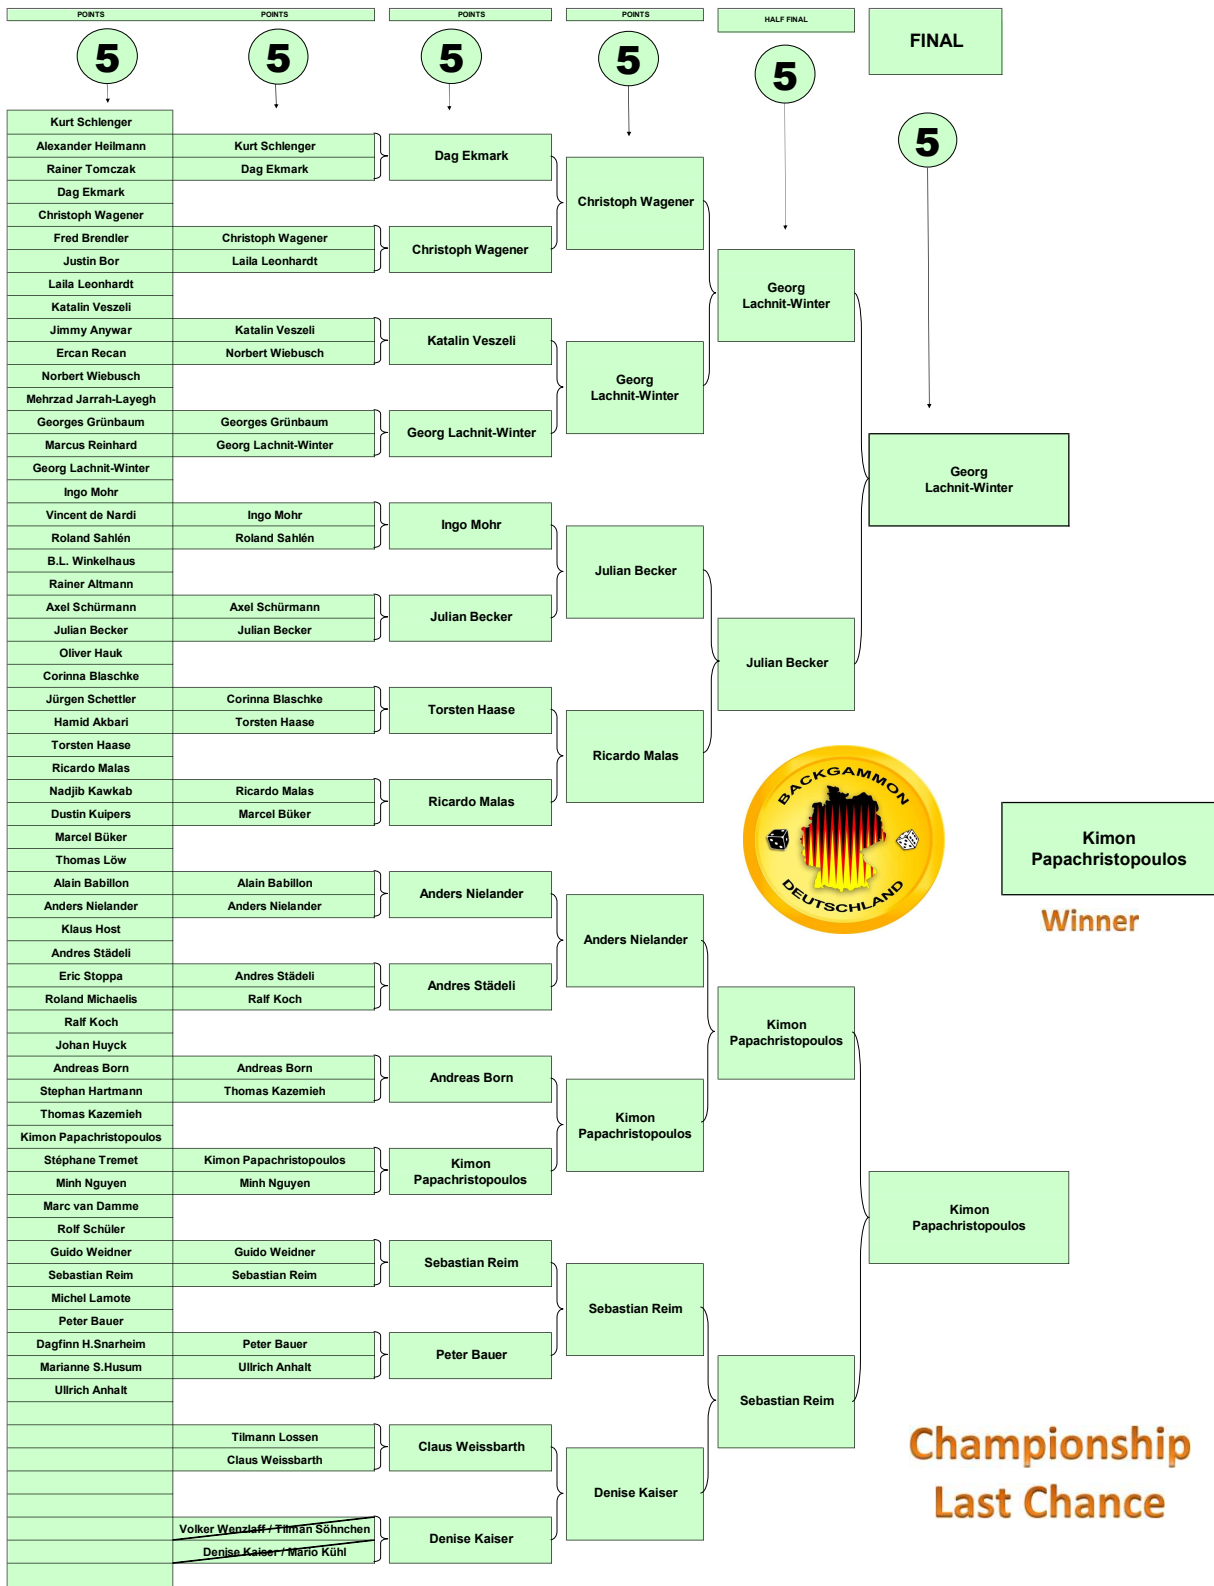 POINTS
POINTS
POINTS
POINTS
HALF FINAL
FINAL
5
5
5
5
5
5
Kurt Schlenger
Alexander Heilmann
Rainer Tomczak
Dag Ekmark
Christoph Wagener
Fred Brendler
Justin Bor
Laila Leonhardt
Katalin Veszeli
Jimmy Anywar
Ercan Recan
Norbert Wiebusch
Mehrzad Jarrah-Layegh
Georges Grünbaum
Marcus Reinhard
Georg Lachnit-Winter
Ingo Mohr
Vincent de Nardi
Roland Sahlén
B.L. Winkelhaus
Rainer Altmann
Axel Schürmann
Julian Becker
Oliver Hauk
Corinna Blaschke
Jürgen Schettler
Hamid Akbari
Torsten Haase
Ricardo Malas
Nadjib Kawkab
Dustin Kuipers
Marcel Büker
Thomas Löw
Alain Babillon
Anders Nielander
Klaus Host
Andres Städeli
Eric Stoppa
Roland Michaelis
Ralf Koch
Johan Huyck
Andreas Born
Stephan Hartmann
Thomas Kazemieh
Kimon Papachristopoulos
Stéphane Tremet
Minh Nguyen
Marc van Damme
Rolf Schüler
Guido Weidner
Sebastian Reim
Michel Lamote
Peter Bauer
Dagfinn H.Snarheim
Marianne S.Husum
Ullrich Anhalt
Kurt Schlenger
Dag Ekmark
Christoph Wagener
Laila Leonhardt
Katalin Veszeli
Norbert Wiebusch
Georges Grünbaum
Georg Lachnit-Winter
Ingo Mohr
Roland Sahlén
Axel Schürmann
Julian Becker
Corinna Blaschke
Torsten Haase
Ricardo Malas
Marcel Büker
Alain Babillon
Anders Nielander
Andres Städeli
Ralf Koch
Andreas Born
Thomas Kazemieh
Kimon Papachristopoulos
Minh Nguyen
Guido Weidner
Sebastian Reim
Peter Bauer
Ullrich Anhalt
Tilmann Lossen
Claus Weissbarth
Volker Wenzlaff / Tilman Söhnchen
Denise Kaiser / Mario Kühl
Dag Ekmark
Christoph Wagener
Katalin Veszeli
Georg Lachnit-Winter
Ingo Mohr
Julian Becker
Torsten Haase
Ricardo Malas
Anders Nielander
Andres Städeli
Andreas Born
Kimon
Papachristopoulos
Sebastian Reim
Peter Bauer
Claus Weissbarth
Denise Kaiser
Christoph Wagener
Georg
Lachnit-Winter
Julian Becker
Ricardo Malas
Anders Nielander
Kimon
Papachristopoulos
Sebastian Reim
Denise Kaiser
Georg
Lachnit-Winter
Julian Becker
Kimon
Papachristopoulos
Sebastian Reim
Georg
Lachnit-Winter
Kimon
Papachristopoulos
BACKGAMMON
DEUTSCHLAND
Kimon
Papachristopoulos
Winner
Championship
Last Chance